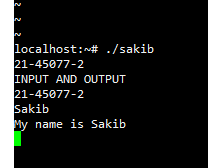 ~
~
~
localhost:~# ./sakib
21-45077-2
INPUT AND OUTPUT
21-45077-2
Sakib
My name is Sakib